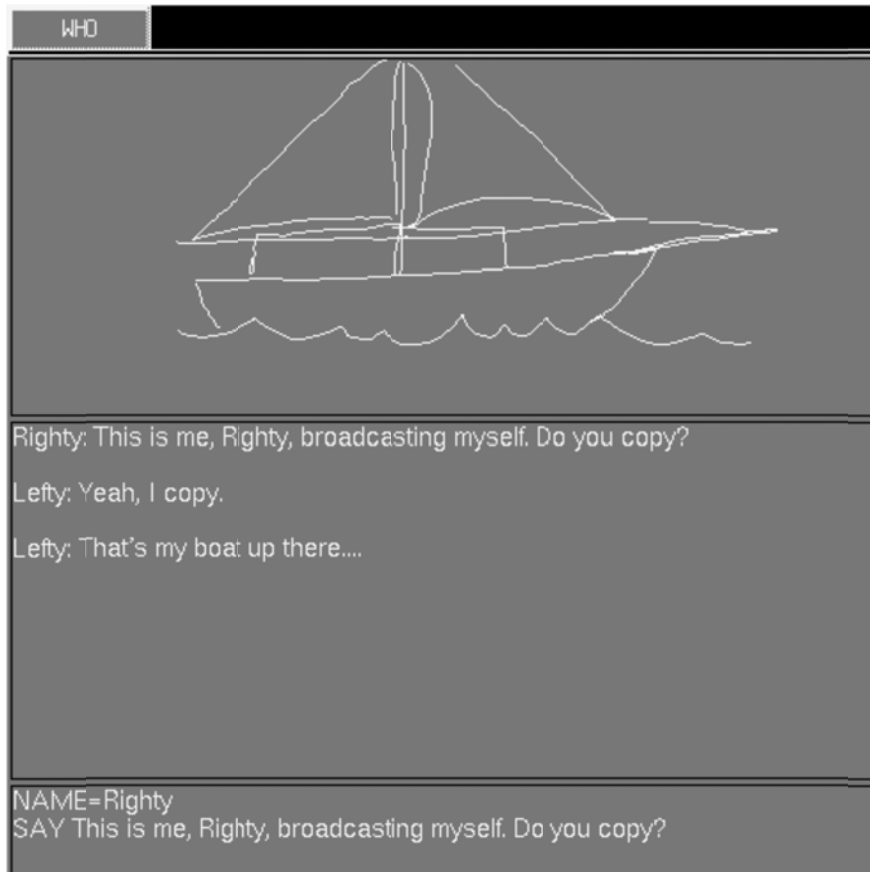 WHO
Righty: This is me, Righty, broadcasting myself. Do you copy?
Lefty: Yeah, I copy.
Lefty: That's my boat up there....
NAME=Righty
SAY This is me, Righty, broadcasting myself. Do you copy?